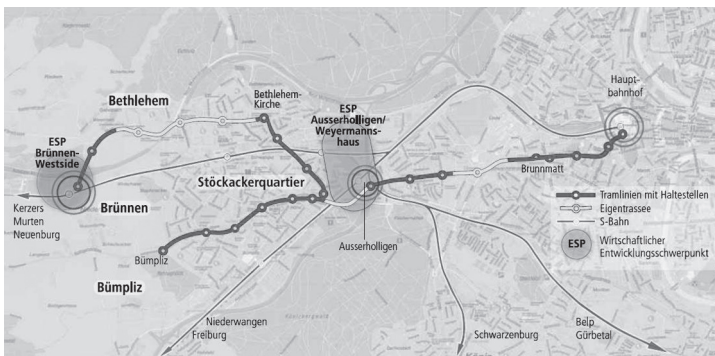 Bethlehem
Bethlehem-
Kirche
ESP
Ausserholligen/
Weyermanns-
haus
Haupt-
bahnhof
ESP
Brünnen-
Westside
Stöckackerquartier
Brunnmatt
Kerzers
Murten
Neuenburg
Brünnen
Ausserholligen
Bümpliz
Bümpliz
Niederwangen
Freiburg
Schwarzenburg
Belp
Gürbetal
Tramlinien mit Haltestellen
Eigentrassee
S-Bahn
ESP
Wirtschaftlicher
Entwicklungsschwerpunkt